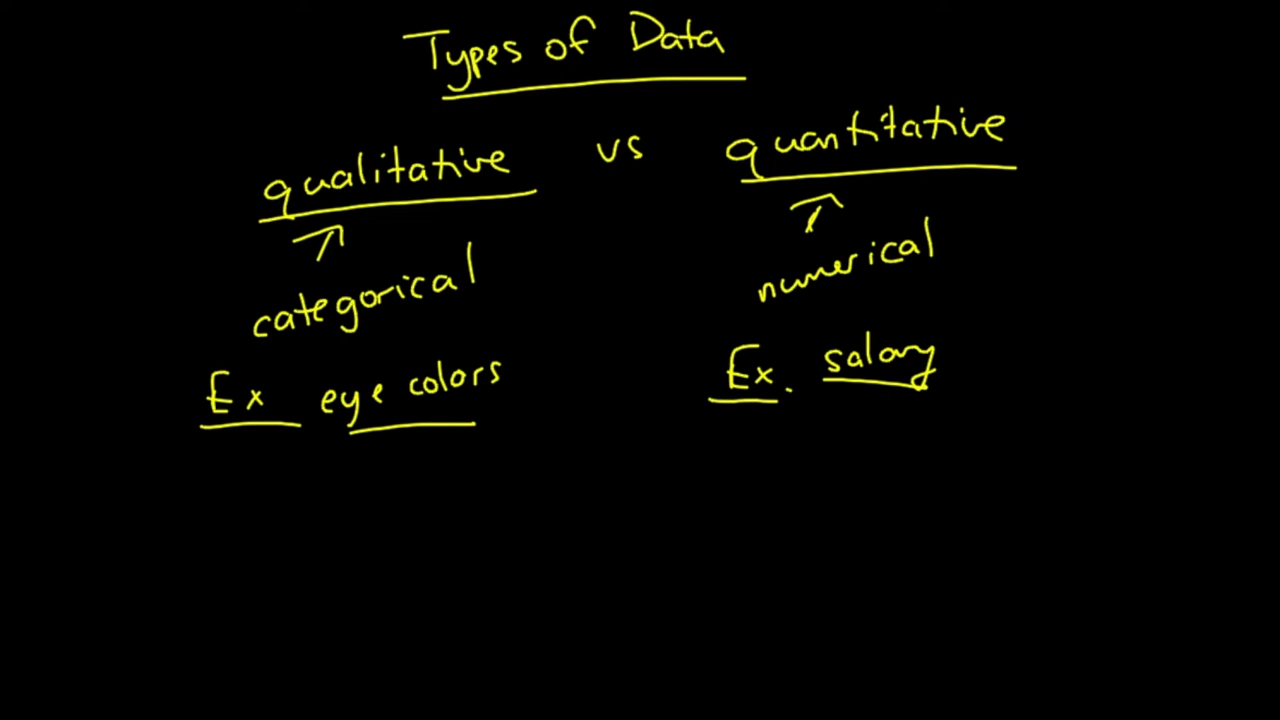 Types of Data
qualitative vs quantitative
categorical numerical
Ex eye colors Ex. salary